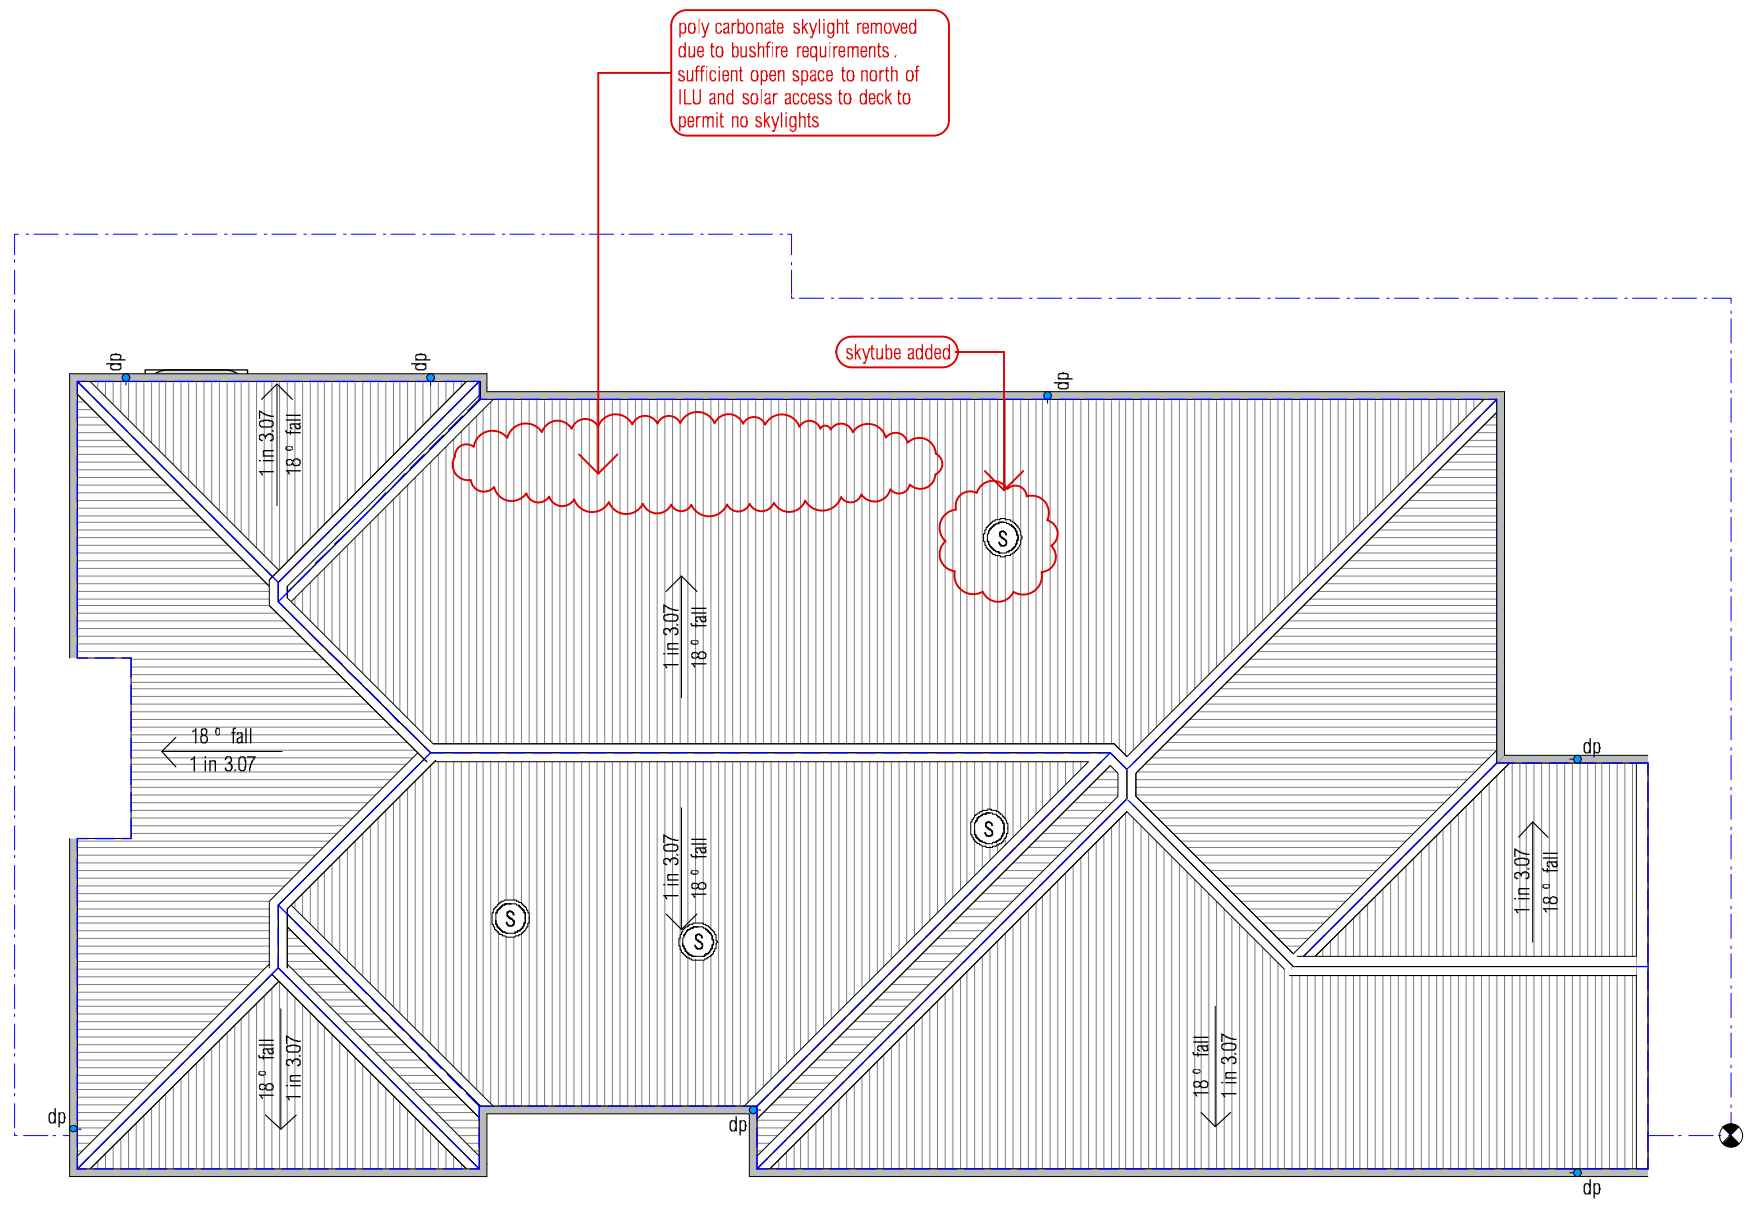 poly carbonate skylight removed
due to bushfire requirements.
sufficient open space to north of
ILU and solar access to deck to
permit no skylights
skytube added
dp
dp
dp
1 in 3.07
18° fall
S
1 in 3.07
18° fall
18° fall
1 in 3.07
dp
S
1 in 3.07
18° fall
1 in 3.07
18° fall
S
S
18° fall
1 in 3.07
18° fall
1 in 3.07
dp
dp
dp